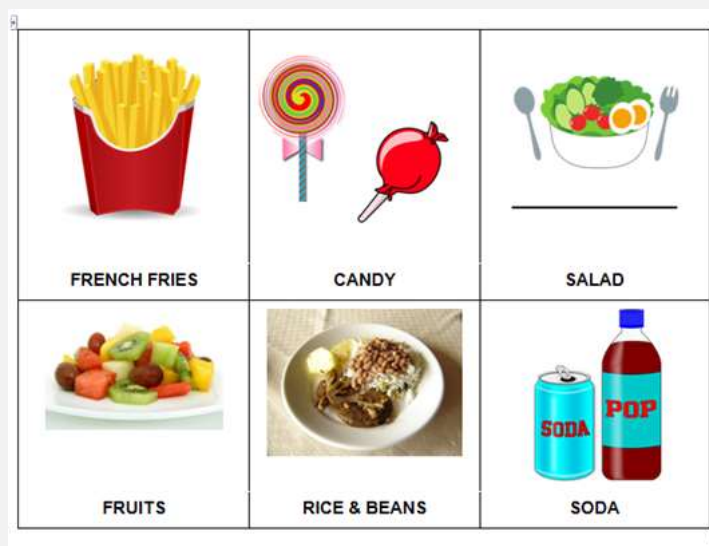 FRENCH FRIES
CANDY
SALAD
SODA
POP
FRUITS
RICE & BEANS
SODA